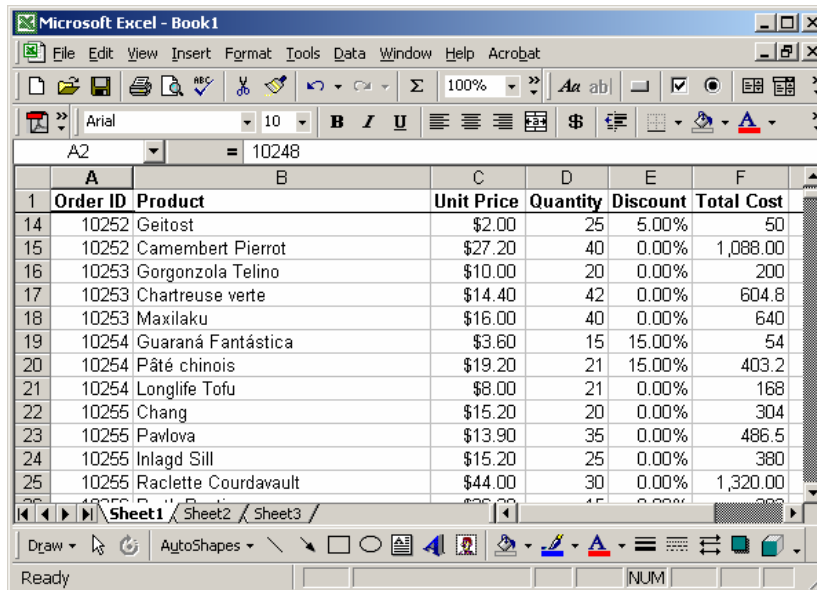 Microsoft Excel - Book1
File Edit View Insert Format Tools Data Window Help Acrobat
ABC Σ 100% Aa ab|
Arial 10 B I U $ A
A2 = 10248
A B C D E F
1 Order ID Product Unit Price Quantity Discount Total Cost
14 10252 Geitost $2.00 25 5.00% 50
15 10252 Camembert Pierrot $27.20 40 0.00% 1,088.00
16 10253 Gorgonzola Telino $10.00 20 0.00% 200
17 10253 Chartreuse verte $14.40 42 0.00% 604.8
18 10253 Maxilaku $16.00 40 0.00% 640
19 10254 Guaraná Fantástica $3.60 15 15.00% 54
20 10254 Pâté chinois $19.20 21 15.00% 403.2
21 10254 Longlife Tofu $8.00 21 0.00% 168
22 10255 Chang $15.20 20 0.00% 304
23 10255 Pavlova $13.90 35 0.00% 486.5
24 10255 Inlagd Sill $15.20 25 0.00% 380
25 10255 Raclette Courdavault $44.00 30 0.00% 1,320.00
Sheet1 Sheet2 Sheet3
Draw AutoShapes A A
Ready NUM